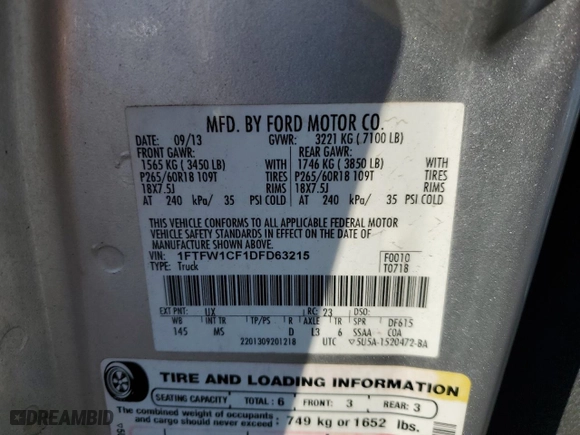 MFD. BY FORD MOTOR CO.
DATE: 09/13 GVWR: 3221 KG ( 7100 LB)
FRONT GAWR: REAR GAWR:
1565 KG ( 3450 LB) WITH 1746 KG ( 3850 LB) WITH
P265/60R18 109T TIRES P265/60R18 109T TIRES
18X7.5J RIMS 18X7.5J RIMS
AT 240 kPa/ 35 PSI COLD AT 240 kPa/ 35 PSI COLD
THIS VEHICLE CONFORMS TO ALL APPLICABLE FEDERAL MOTOR
VEHICLE SAFETY STANDARDS IN EFFECT ON THE DATE OF
MANUFACTURE SHOWN ABOVE.
VIN: 1FTFW1CF1DFD63215 F0010
TYPE: Truck T0718
EXT PNT: UX RC: 23 DSO:
WB INT TR TP/PS R AXLE TR SPR DF615
145 MS D L3 6 SSAA COA
2201309201218 UTC 5U5A-1520472-BA
TIRE AND LOADING INFORMATION
SEATING CAPACITY TOTAL: 6 FRONT: 3 REAR: 3
The combined weight of occupants
and cargo should never exceed: 749 kg or 1652 lbs.
DREAMBID